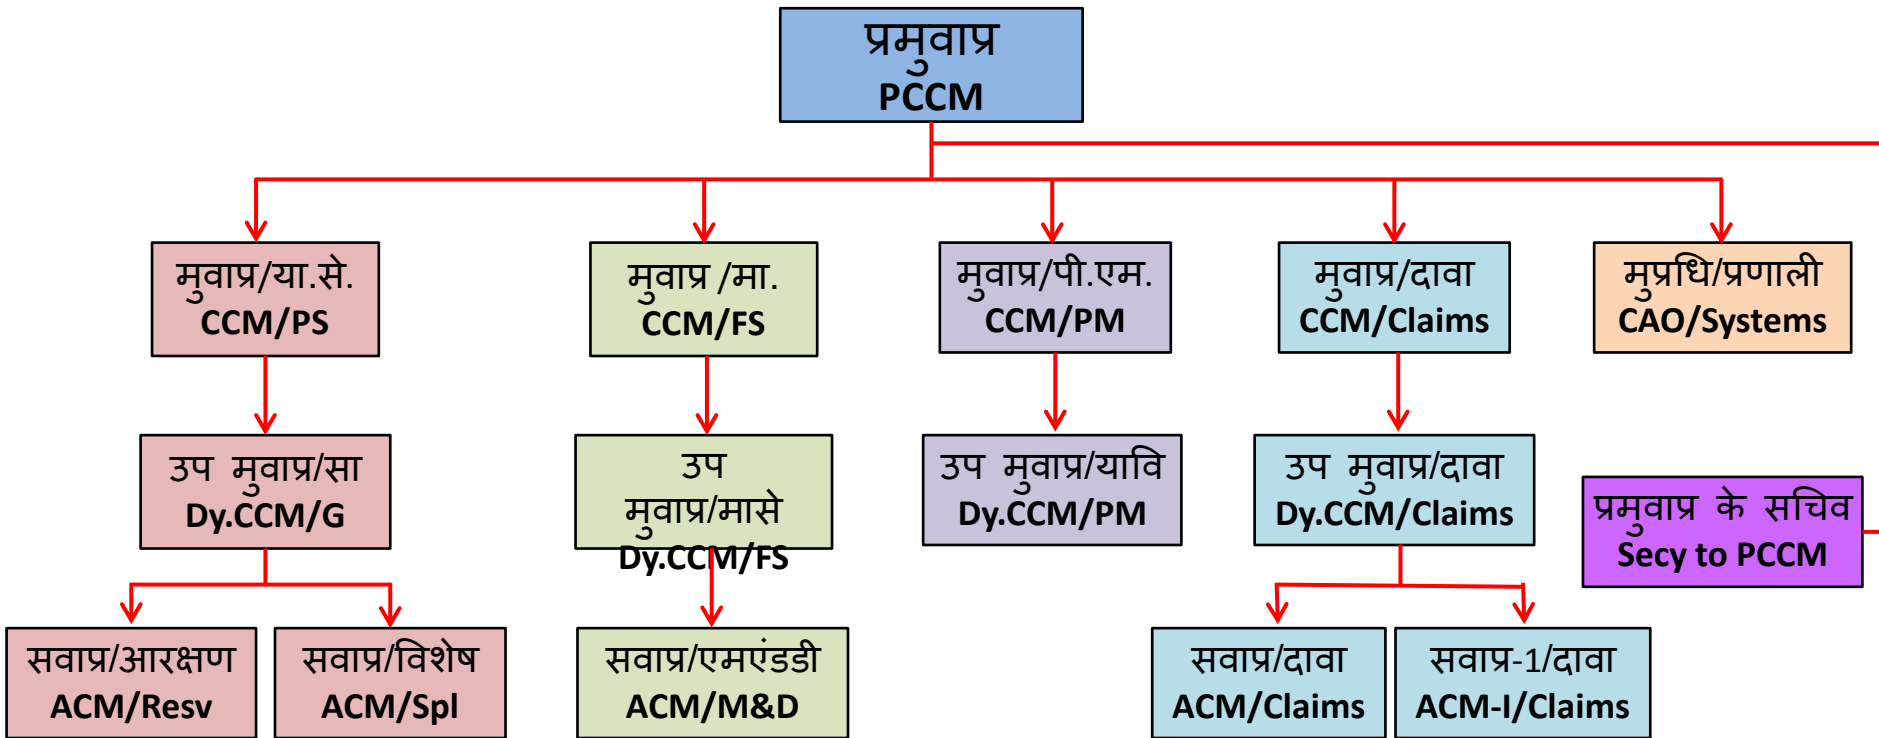 प्रमुवाप्र
PCCM
मुवाप्र/या.से.
CCM/PS
मुवाप्र /मा.
CCM/FS
मुवाप्र/पी.एम.
CCM/PM
मुवाप्र/दावा
CCM/Claims
मुप्रधि/प्रणाली
CAO/Systems
उप मुवाप्र/सा
Dy.CCM/G
उप
मुवाप्र/मासे
Dy.CCM/FS
उप मुवाप्र/यावि
Dy.CCM/PM
उप मुवाप्र/दावा
Dy.CCM/Claims
प्रमुवाप्र के सचिव
Secy to PCCM
सवाप्र/आरक्षण
ACM/Resv
सवाप्र/विशेष
ACM/Spl
सवाप्र/एमएंडडी
ACM/M&D
सवाप्र/दावा
ACM/Claims
सवाप्र-1/दावा
ACM-I/Claims